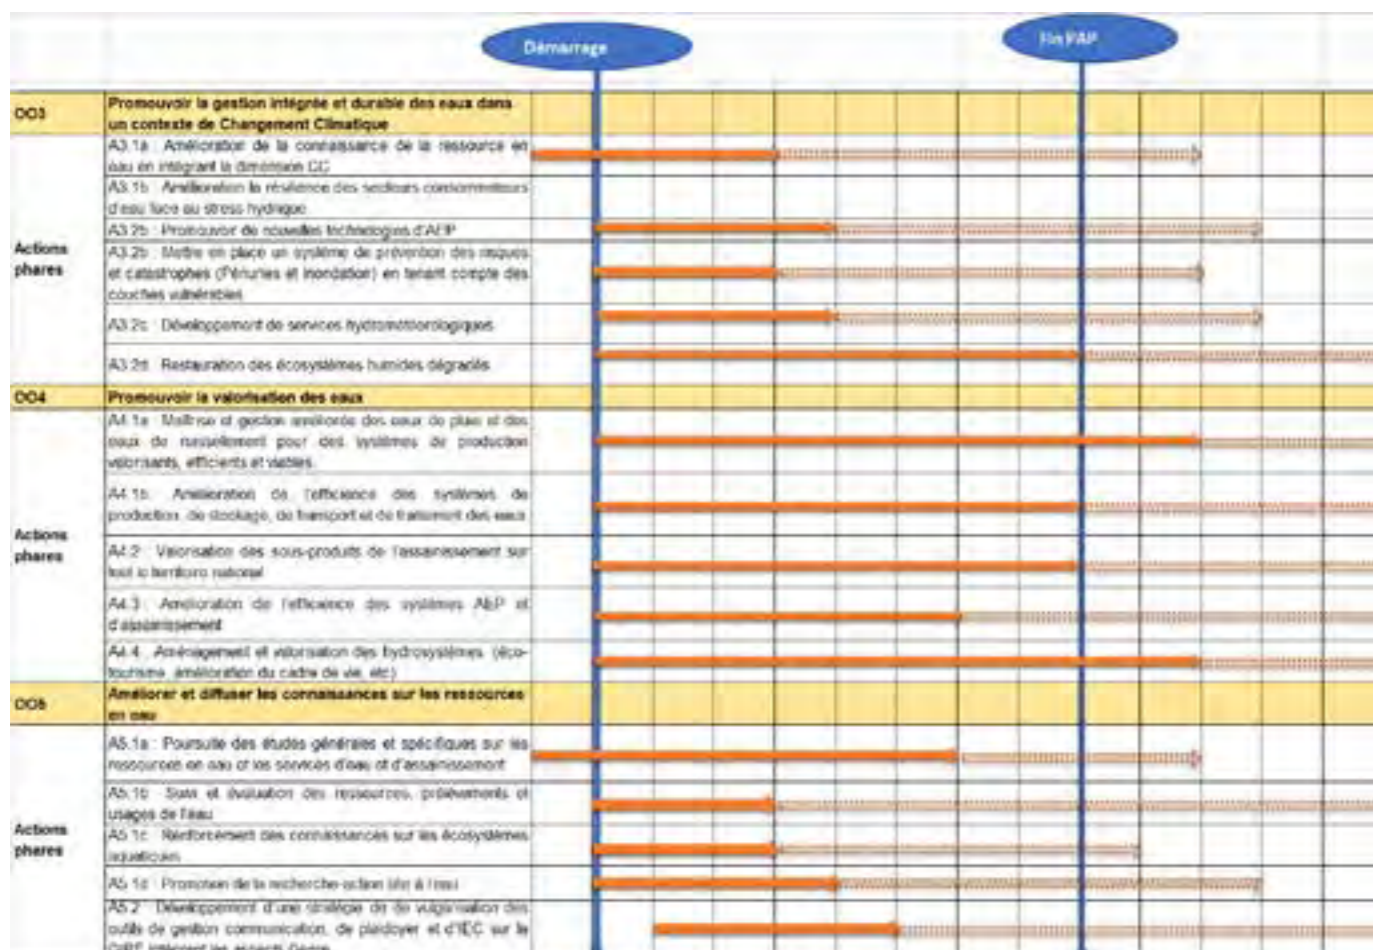 Démarrage
Fin PAP
OO3
Promouvoir la gestion intégrée et durable des eaux dans
un contexte de Changement Climatique
Actions
phares
A3.1a : Amélioration de la connaissance de la ressource en
eau en intégrant la dimension CC
A3.1b : Amélioration la résilience des secteurs consommateurs
d'eau face au stress hydrique
A3.2b : Promouvoir de nouvelles technologies d'AEP
A3.2b : Mettre en place un système de prévention des risques
et catastrophes (Pénuries et inondation) en tenant compte des
couches vulnérables
A3.2c : Développement de services hydrométéorologiques
A3.2d : Restauration des écosystèmes humides dégradés
OO4
Promouvoir la valorisation des eaux
Actions
phares
A4.1a : Maîtrise et gestion améliorée des eaux de pluie et des
eaux de ruissellement pour des systèmes de production
valorisants, efficients et viables.
A4.1b : Amélioration de l'efficience des systèmes de
production, de stockage, de transport et de traitement des eaux
A4.2 : Valorisation des sous-produits de l'assainissement sur
tout le territoire national
A4.3 : Amélioration de l'efficience des systèmes AEP et
d'assainissement
A4.4 : Aménagement et valorisation des hydrosystèmes (éco-
tourisme, amélioration du cadre de vie, etc)
OO5
Améliorer et diffuser les connaissances sur les ressources
en eau
Actions
phares
A5.1a : Poursuite des études générales et spécifiques sur les
ressources en eau et les services d'eau et d'assainissement
A5.1b : Suivi et évaluation des ressources, prélèvements et
usages de l'eau
A5.1c : Renforcement des connaissances sur les écosystèmes
aquatiques
A5.1d : Promotion de la recherche-action liée à l'eau
A5.2 : Développement d'une stratégie de de vulgarisation des
outils de gestion communication, de plaidoyer et d'IEC sur la
GIRE intégrant les aspects Genre